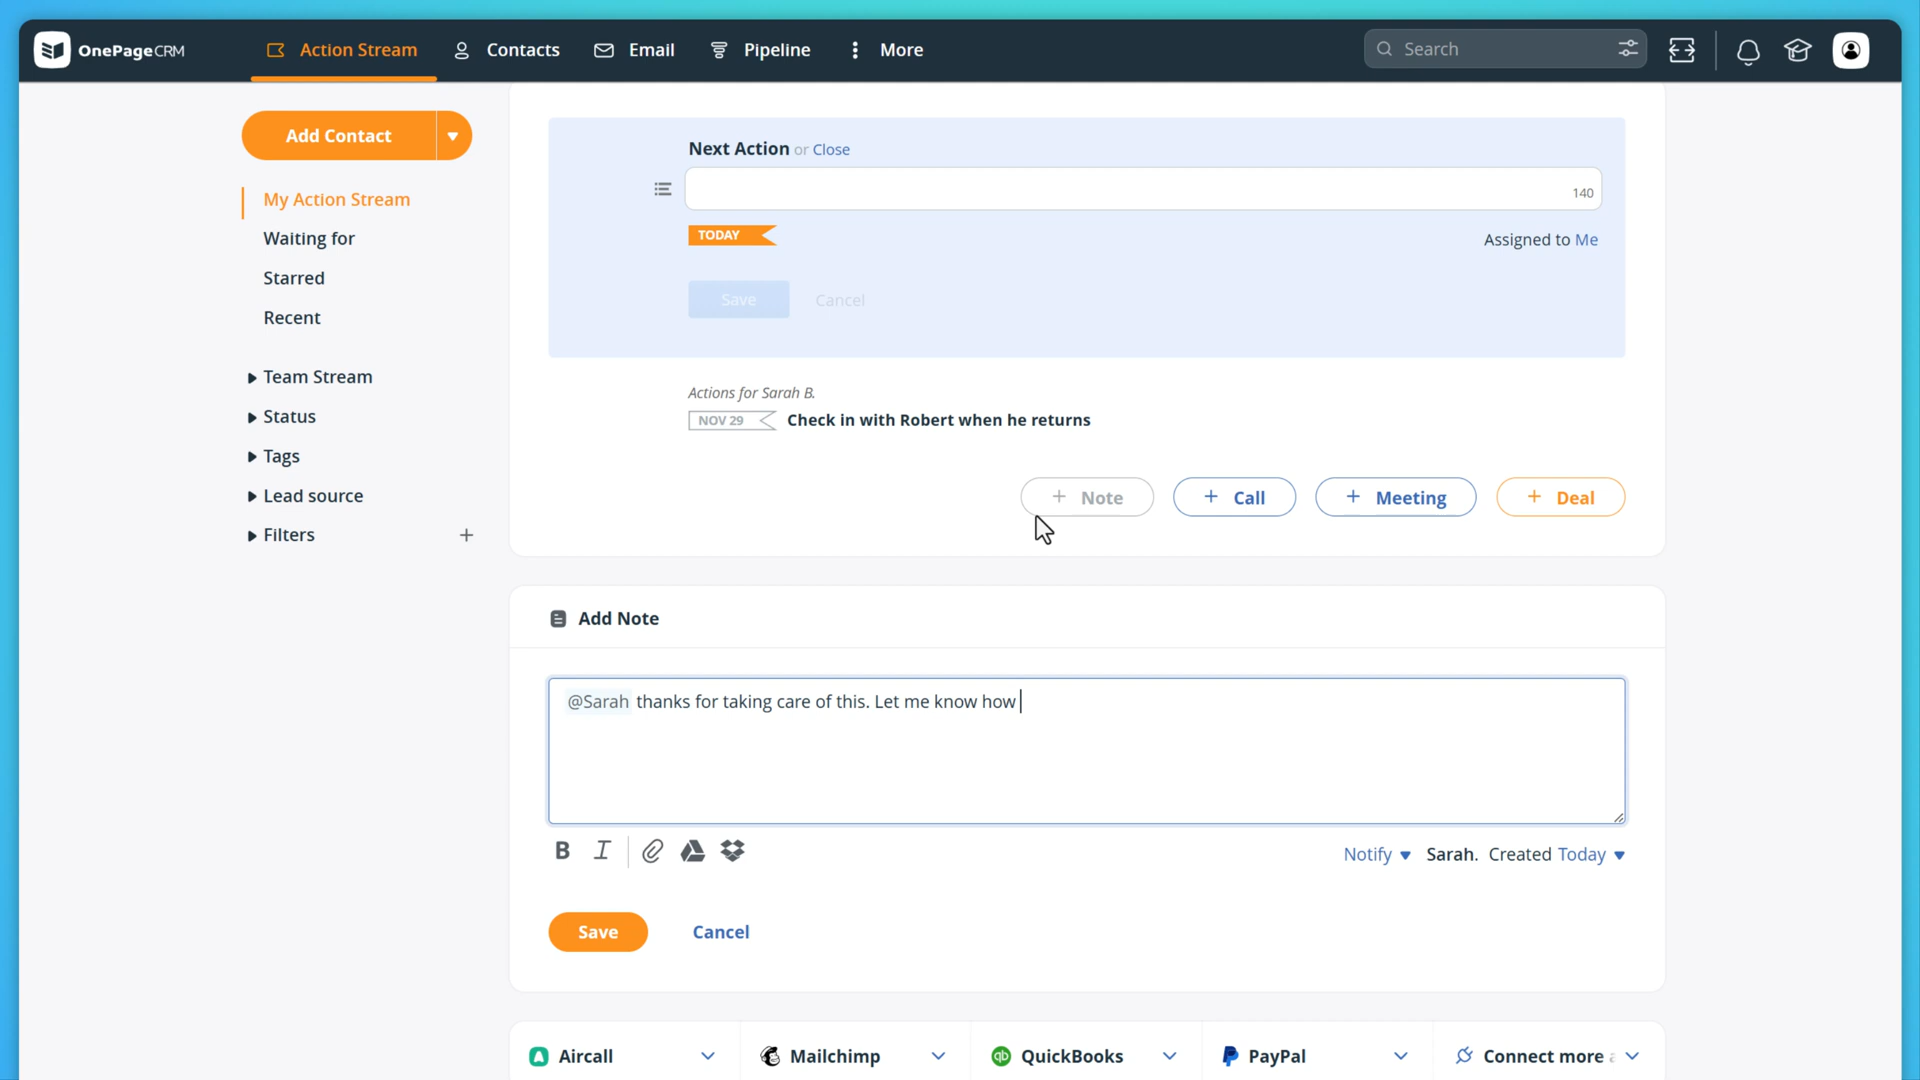 OnePageCRM
Action Stream
Contacts
Email
Pipeline
More
Search
Add Contact
My Action Stream
Waiting for
Starred
Recent
Team Stream
Status
Tags
Lead source
Filters
Next Action or Close
140
TODAY
Assigned to Me
Save
Cancel
Actions for Sarah B.
NOV 29 Check in with Robert when he returns
+ Note
+ Call
+ Meeting
+ Deal
Add Note
@Sarah thanks for taking care of this. Let me know how
B I
Notify Sarah. Created Today
Save
Cancel
Aircall
Mailchimp
qb QuickBooks
PayPal
Connect more